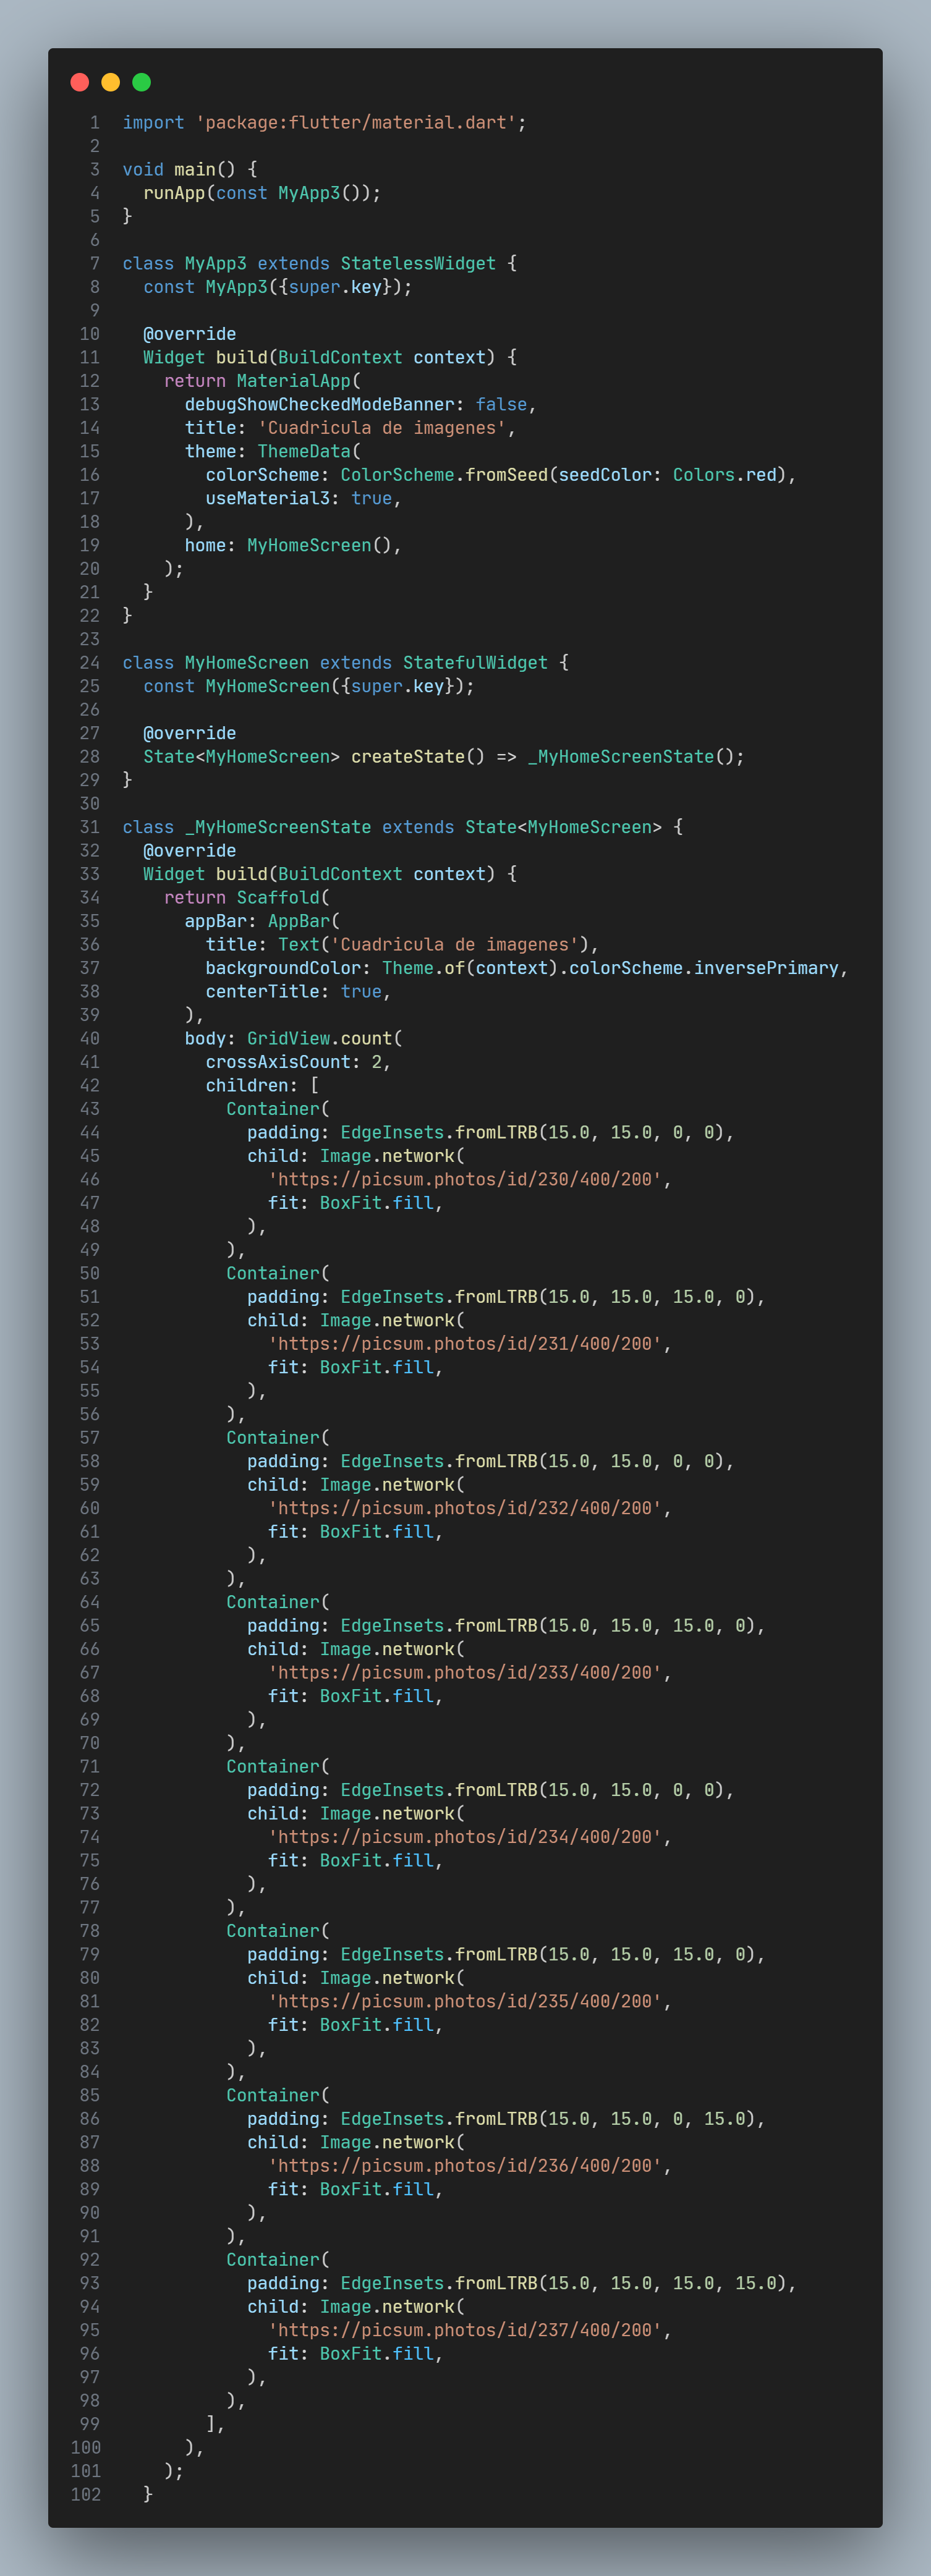 1 import 'package:flutter/material.dart';
2
3 void main() {
4   runApp(const MyApp3());
5 }
6
7 class MyApp3 extends StatelessWidget {
8   const MyApp3({super.key});
9
10   @override
11   Widget build(BuildContext context) {
12     return MaterialApp(
13       debugShowCheckedModeBanner: false,
14       title: 'Cuadricula de imagenes',
15       theme: ThemeData(
16         colorScheme: ColorScheme.fromSeed(seedColor: Colors.red),
17         useMaterial3: true,
18       ),
19       home: MyHomeScreen(),
20     );
21   }
22 }
23
24 class MyHomeScreen extends StatefulWidget {
25   const MyHomeScreen({super.key});
26
27   @override
28   State<MyHomeScreen> createState() => _MyHomeScreenState();
29 }
30
31 class _MyHomeScreenState extends State<MyHomeScreen> {
32   @override
33   Widget build(BuildContext context) {
34     return Scaffold(
35       appBar: AppBar(
36         title: Text('Cuadricula de imagenes'),
37         backgroundColor: Theme.of(context).colorScheme.inversePrimary,
38         centerTitle: true,
39       ),
40       body: GridView.count(
41         crossAxisCount: 2,
42         children: [
43           Container(
44             padding: EdgeInsets.fromLTRB(15.0, 15.0, 0, 0),
45             child: Image.network(
46               'https://picsum.photos/id/230/400/200',
47               fit: BoxFit.fill,
48             ),
49           ),
50           Container(
51             padding: EdgeInsets.fromLTRB(15.0, 15.0, 15.0, 0),
52             child: Image.network(
53               'https://picsum.photos/id/231/400/200',
54               fit: BoxFit.fill,
55             ),
56           ),
57           Container(
58             padding: EdgeInsets.fromLTRB(15.0, 15.0, 0, 0),
59             child: Image.network(
60               'https://picsum.photos/id/232/400/200',
61               fit: BoxFit.fill,
62             ),
63           ),
64           Container(
65             padding: EdgeInsets.fromLTRB(15.0, 15.0, 15.0, 0),
66             child: Image.network(
67               'https://picsum.photos/id/233/400/200',
68               fit: BoxFit.fill,
69             ),
70           ),
71           Container(
72             padding: EdgeInsets.fromLTRB(15.0, 15.0, 0, 0),
73             child: Image.network(
74               'https://picsum.photos/id/234/400/200',
75               fit: BoxFit.fill,
76             ),
77           ),
78           Container(
79             padding: EdgeInsets.fromLTRB(15.0, 15.0, 15.0, 0),
80             child: Image.network(
81               'https://picsum.photos/id/235/400/200',
82               fit: BoxFit.fill,
83             ),
84           ),
85           Container(
86             padding: EdgeInsets.fromLTRB(15.0, 15.0, 0, 15.0),
87             child: Image.network(
88               'https://picsum.photos/id/236/400/200',
89               fit: BoxFit.fill,
90             ),
91           ),
92           Container(
93             padding: EdgeInsets.fromLTRB(15.0, 15.0, 15.0, 15.0),
94             child: Image.network(
95               'https://picsum.photos/id/237/400/200',
96               fit: BoxFit.fill,
97             ),
98           ),
99         ],
100       ),
101     );
102   }